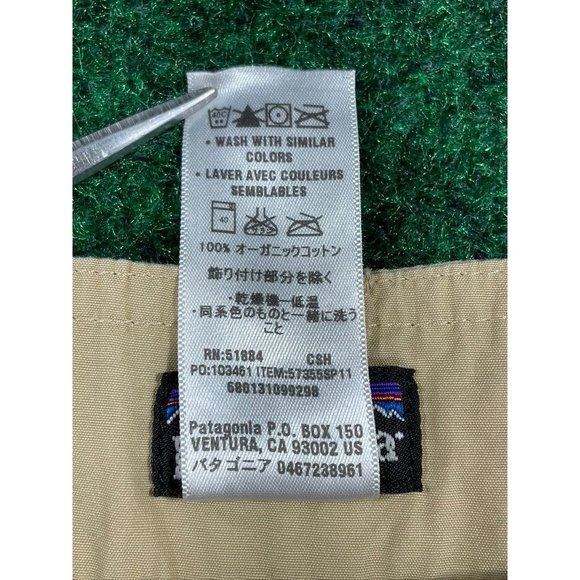 40C
• WASH WITH SIMILAR
COLORS
• LAVER AVEC COULEURS
SEMBLABLES
40
100% オーガニックコットン
飾り付け部分を除く
・乾燥機一低温
・同系色のものと一緒に洗う
こと
RN:51884 CSH
PO:103461 ITEM:57355SP11
680131099298
Patagonia P.O. BOX 150
VENTURA, CA 93002 US
パタゴニア 0467238961